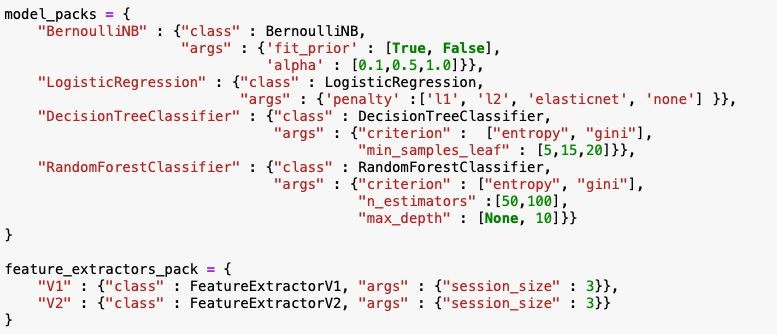 model_packs = {
    "BernoulliNB" : {"class" : BernoulliNB,
                     "args" : {'fit_prior' : [True, False],
                               'alpha' : [0.1,0.5,1.0]}},
    "LogisticRegression" : {"class" : LogisticRegression,
                            "args" : {'penalty' :['l1', 'l2', 'elasticnet', 'none'] }},
    "DecisionTreeClassifier" : {"class" : DecisionTreeClassifier,
                                "args" : {"criterion" :  ["entropy", "gini"],
                                          "min_samples_leaf" : [5,15,20]}},
    "RandomForestClassifier" : {"class" : RandomForestClassifier,
                                "args" : {"criterion" : ["entropy", "gini"],
                                          "n_estimators" :[50,100],
                                          "max_depth" : [None, 10]}}
}

feature_extractors_pack = {
    "V1" : {"class" : FeatureExtractorV1, "args" : {"session_size" : 3}},
    "V2" : {"class" : FeatureExtractorV2, "args" : {"session_size" : 3}}
}